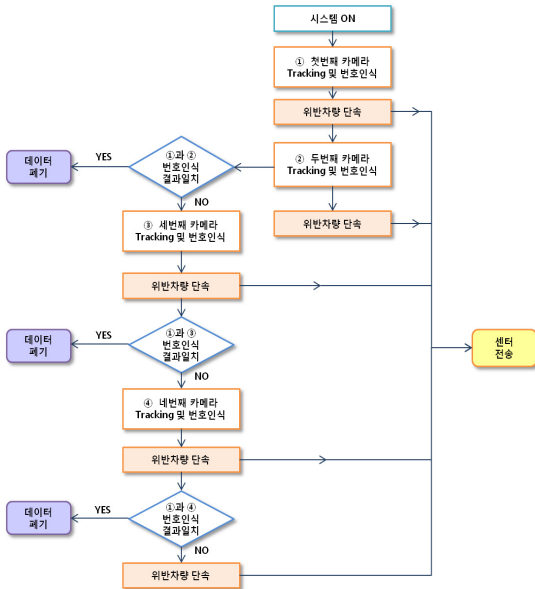 시스템 ON
① 첫번째 카메라
Tracking 및 번호인식
위반차량 단속
② 두번째 카메라
Tracking 및 번호인식
위반차량 단속
①과 ②
번호인식
결과일치
YES
데이터
페기
NO
③ 세번째 카메라
Tracking 및 번호인식
위반차량 단속
①과 ③
번호인식
결과일치
YES
데이터
페기
NO
④ 네번째 카메라
Tracking 및 번호인식
위반차량 단속
①과 ④
번호인식
결과일치
YES
데이터
페기
NO
위반차량 단속
센터
전송